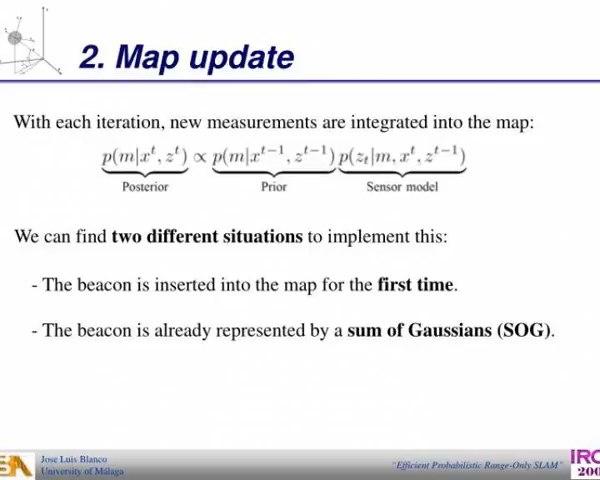 2. Map update
With each iteration, new measurements are integrated into the map:
p(m|x^t, z^t) ∝ p(m|x^{t−1}, z^{t−1}) p(z_t|m, x^t, z^{t−1})
Posterior Prior Sensor model
We can find two different situations to implement this:
- The beacon is inserted into the map for the first time.
- The beacon is already represented by a sum of Gaussians (SOG).
Jose Luis Blanco
University of Málaga
"Efficient Probabilistic Range-Only SLAM"